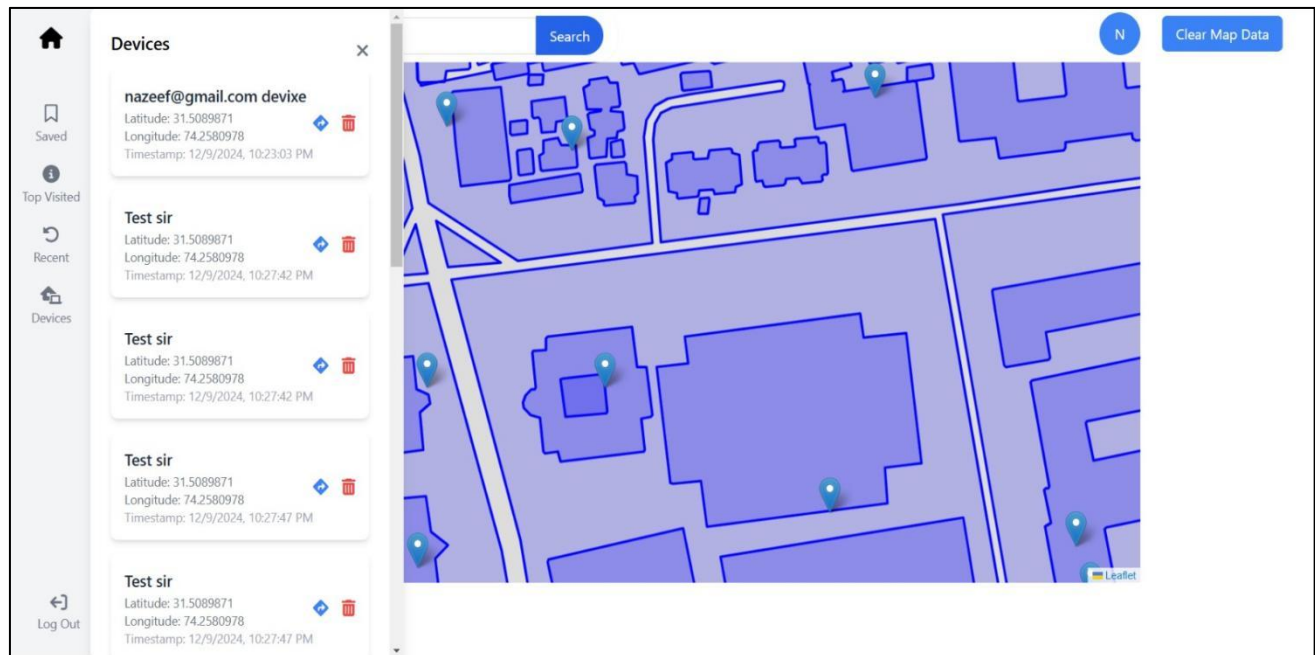 Devices
Search
N
Clear Map Data
nazeef@gmail.com devixe
Latitude: 31.5089871
Longitude: 74.2580978
Timestamp: 12/9/2024, 10:23:03 PM
Saved
Top Visited
Recent
Devices
Test sir
Latitude: 31.5089871
Longitude: 74.2580978
Timestamp: 12/9/2024, 10:27:42 PM
Test sir
Latitude: 31.5089871
Longitude: 74.2580978
Timestamp: 12/9/2024, 10:27:42 PM
Test sir
Latitude: 31.5089871
Longitude: 74.2580978
Timestamp: 12/9/2024, 10:27:47 PM
Test sir
Latitude: 31.5089871
Longitude: 74.2580978
Timestamp: 12/9/2024, 10:27:47 PM
Leaflet
Log Out